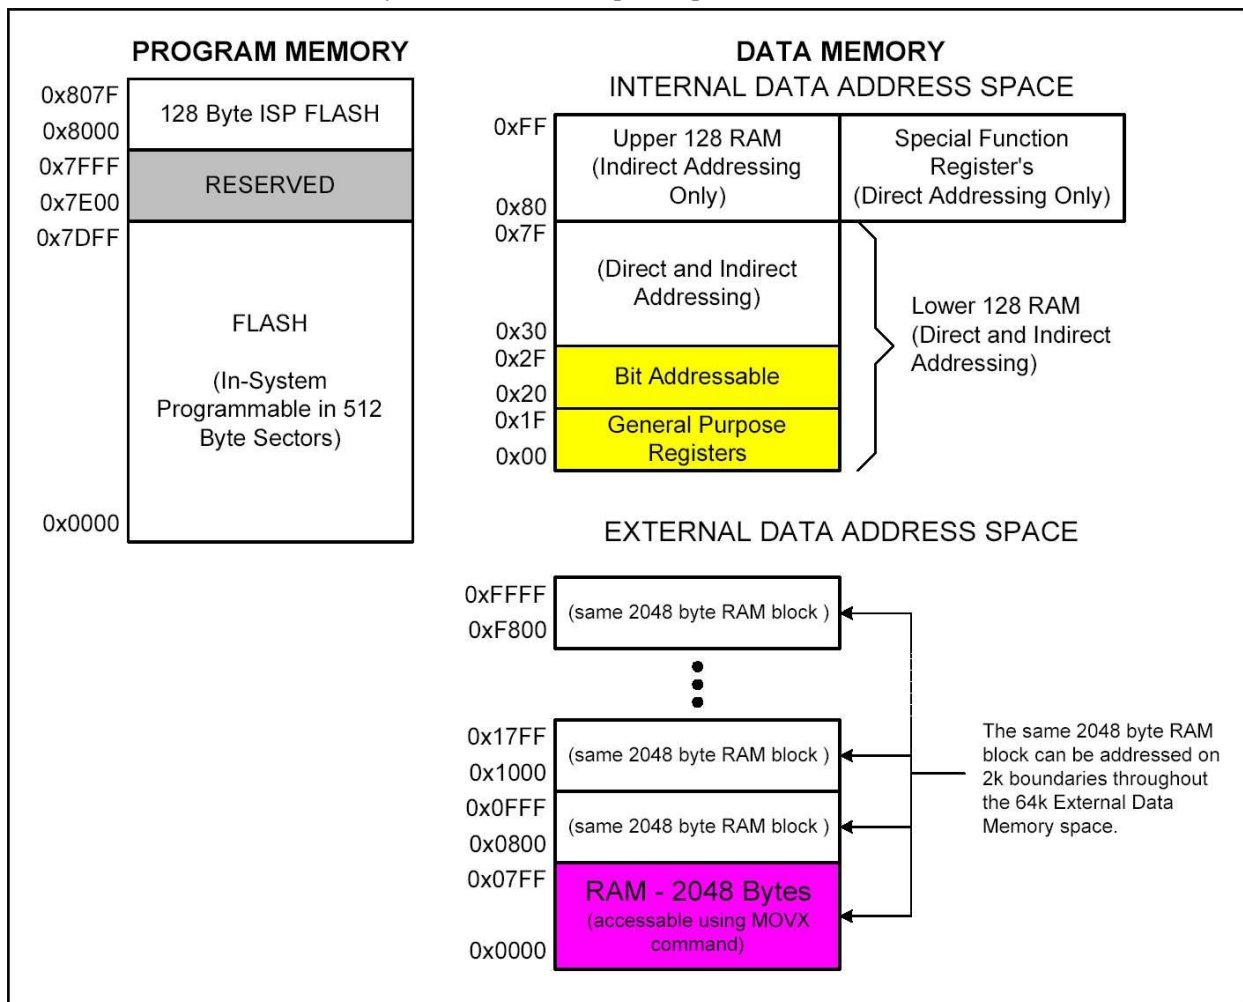 PROGRAM MEMORY
0x807F
0x8000
128 Byte ISP FLASH
0x7FFF
0x7E00
RESERVED
0x7DFF
FLASH
(In-System
Programmable in 512
Byte Sectors)
0x0000
DATA MEMORY
INTERNAL DATA ADDRESS SPACE
0xFF
Upper 128 RAM
(Indirect Addressing
Only)
0x80
Special Function
Register's
(Direct Addressing Only)
0x7F
(Direct and Indirect
Addressing)
0x30
Lower 128 RAM
(Direct and Indirect
Addressing)
0x2F
Bit Addressable
0x20
0x1F
General Purpose
Registers
0x00
EXTERNAL DATA ADDRESS SPACE
0xFFFF
(same 2048 byte RAM block )
0xF800
0x17FF
(same 2048 byte RAM block )
0x1000
0x0FFF
(same 2048 byte RAM block )
0x0800
0x07FF
RAM - 2048 Bytes
(accessable using MOVX
command)
0x0000
The same 2048 byte RAM
block can be addressed on
2k boundaries throughout
the 64k External Data
Memory space.